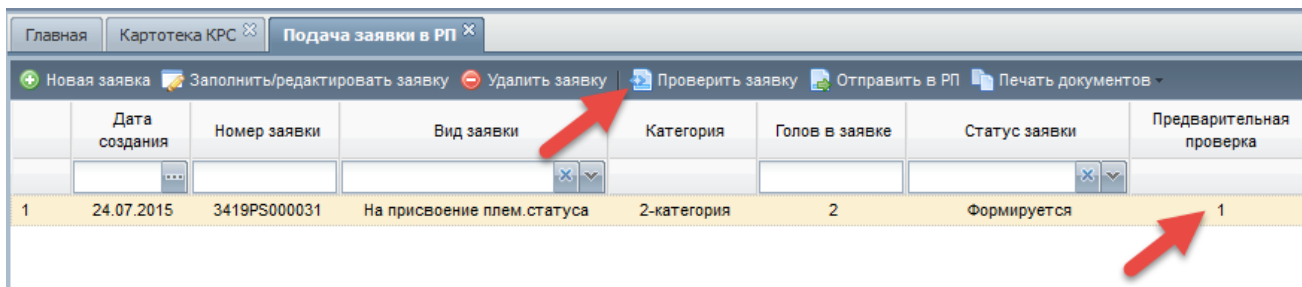 Главная Картотека КРС Подача заявки в РП
Новая заявка Заполнить/редактировать заявку Удалить заявку Проверить заявку Отправить в РП Печать документов
Дата создания Номер заявки Вид заявки Категория Голов в заявке Статус заявки Предварительная проверка
1 24.07.2015 3419PS000031 На присвоение плем.статуса 2-категория 2 Формируется 1